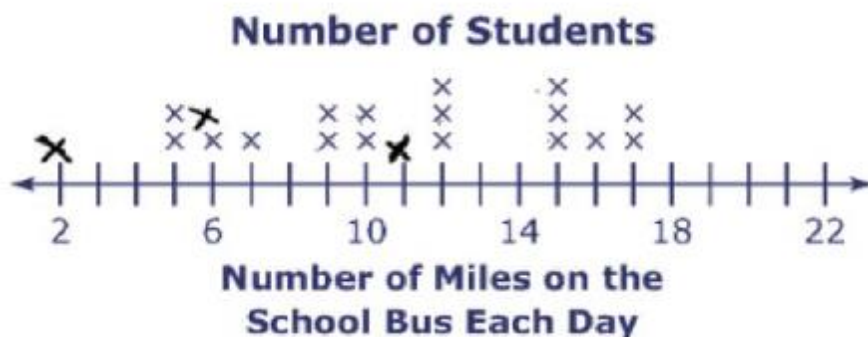 Number of Students
2 6 10 14 18 22
Number of Miles on the
School Bus Each Day